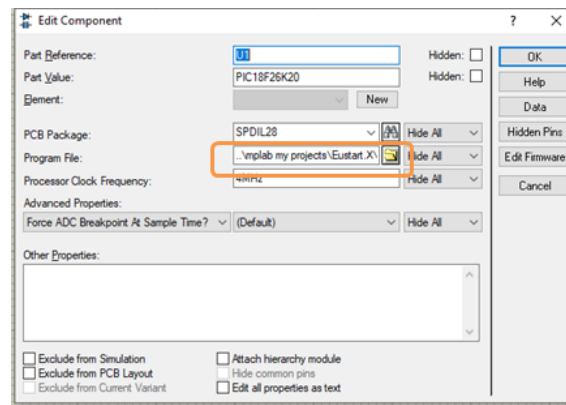 Edit Component ? ×
Part Reference: U1 Hidden: OK
Part Value: PIC18F26K20 Hidden: Help
Element: New Data
PCB Package: SPDIL28 Hide All Hidden Pins
Program File: ..\mplab my projects\Eustart.X\ Hide All Edit Firmware
Processor Clock Frequency: 4MHz Hide All Cancel
Advanced Properties:
Force ADC Breakpoint At Sample Time? (Default) Hide All
Other Properties:
Exclude from Simulation Attach hierarchy module
Exclude from PCB Layout Hide common pins
Exclude from Current Variant Edit all properties as text